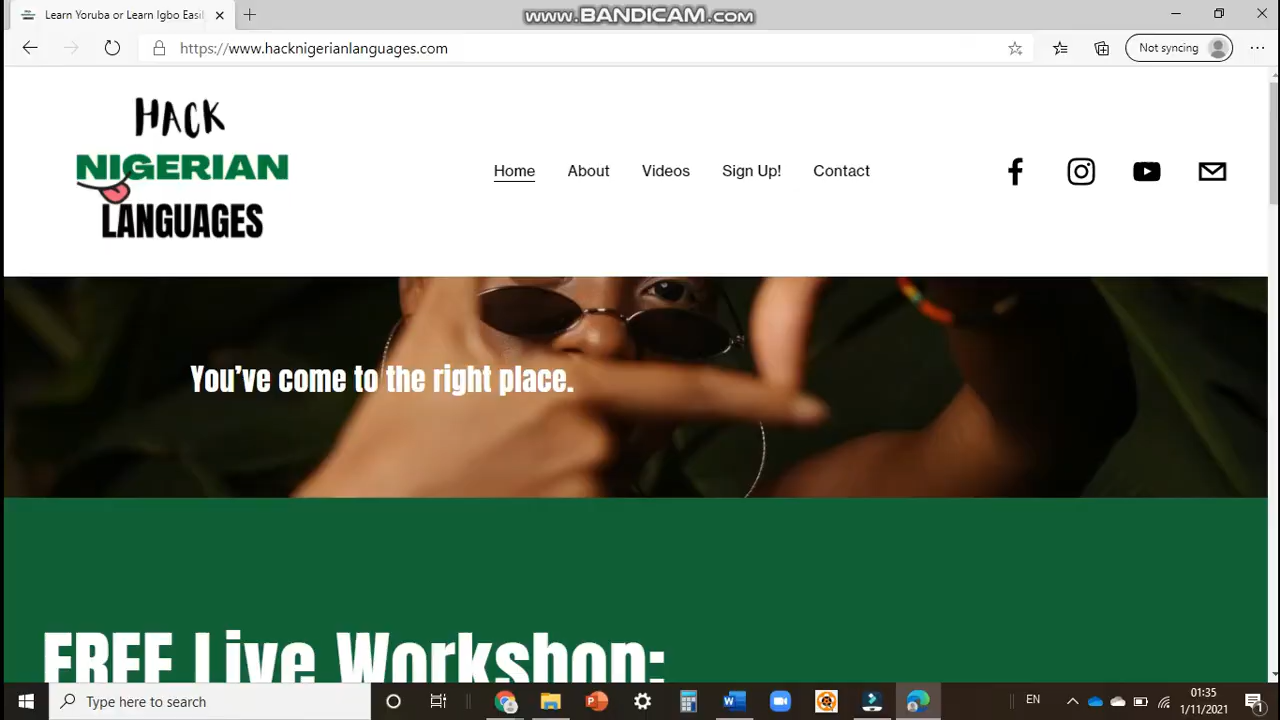 Learn Yoruba or Learn Igbo Easil
www.BANDICAM.com
https://www.hacknigerianlanguages.com
Not syncing
HACK
NIGERIAN
LANGUAGES
Home About Videos Sign Up! Contact
You've come to the right place.
FREE Live Workshop:
Type here to search
EN
01:35
1/11/2021
1